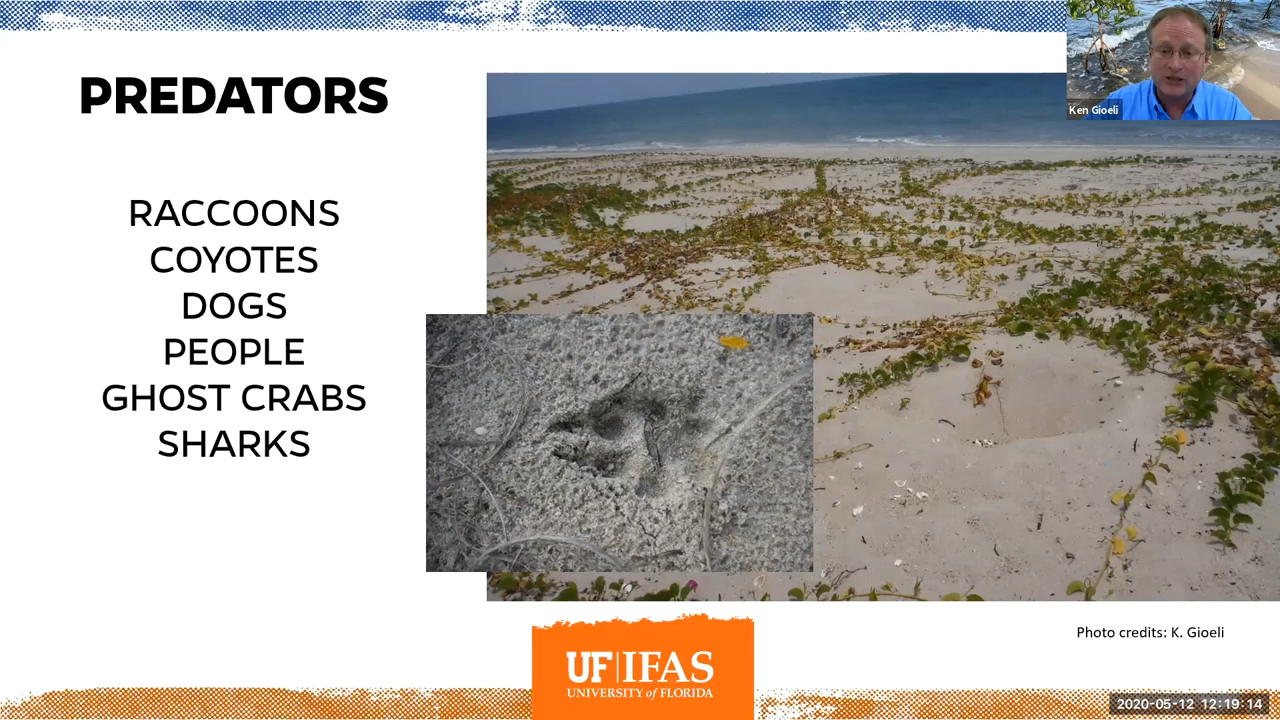 PREDATORS
RACCOONS
COYOTES
DOGS
PEOPLE
GHOST CRABS
SHARKS
Ken Gioeli
Photo credits: K. Gioeli
UF|IFAS
UNIVERSITY of FLORIDA
2020-05-12 12:19:14